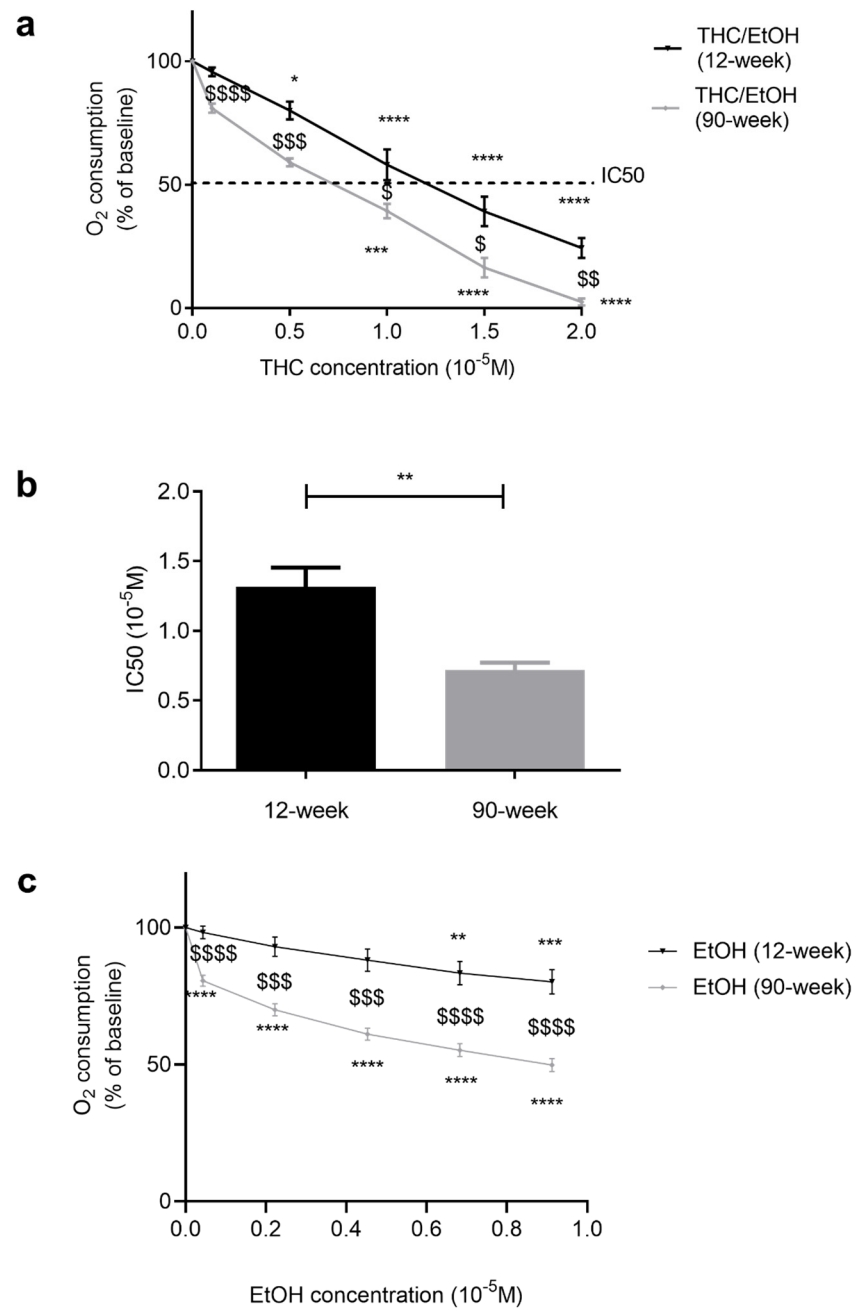 a
THC/EtOH
(12-week)
THC/EtOH
(90-week)
O2 consumption
(% of baseline)
100
50
0
$$$$
*
$$$
****
$
***
****
$
****
IC50
****
$$
****
0.0 0.5 1.0 1.5 2.0
THC concentration (10-5M)
b
IC50 (10-5M)
2.0
1.5
1.0
0.5
0.0
**
12-week 90-week
c
O2 consumption
(% of baseline)
100
50
0
$$$$
****
$$$
****
$$$
****
**
$$$$
****
***
$$$$
****
EtOH (12-week)
EtOH (90-week)
0.0 0.2 0.4 0.6 0.8 1.0
EtOH concentration (10-5M)